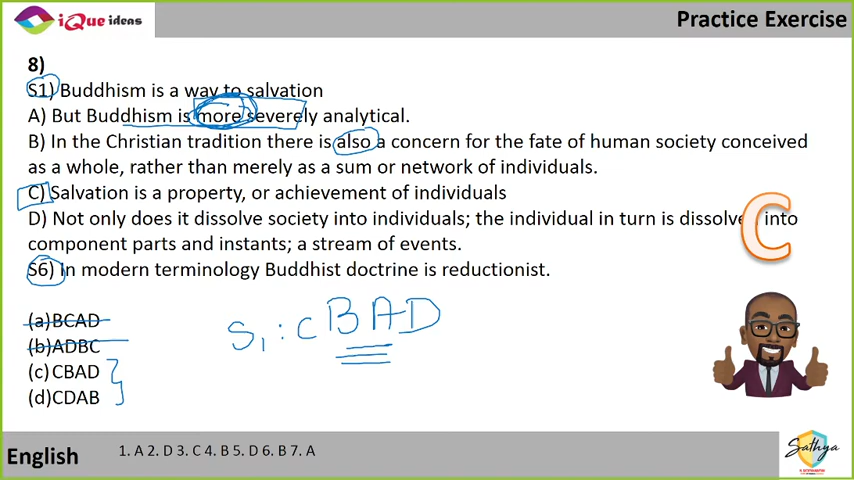 iQue ideas
Practice Exercise
8)
S1) Buddhism is a way to salvation
A) But Buddhism is more severely analytical.
B) In the Christian tradition there is also a concern for the fate of human society conceived
as a whole, rather than merely as a sum or network of individuals.
C) Salvation is a property, or achievement of individuals
D) Not only does it dissolve society into individuals; the individual in turn is dissolved into
component parts and instants; a stream of events.
S6) In modern terminology Buddhist doctrine is reductionist.
C
(a)BCAD
(b)ADBC
(c) CBAD
(d)CDAB
S1 : CBAD
English
1. A 2. D 3. C 4. B 5. D 6. B 7. A
Sathya